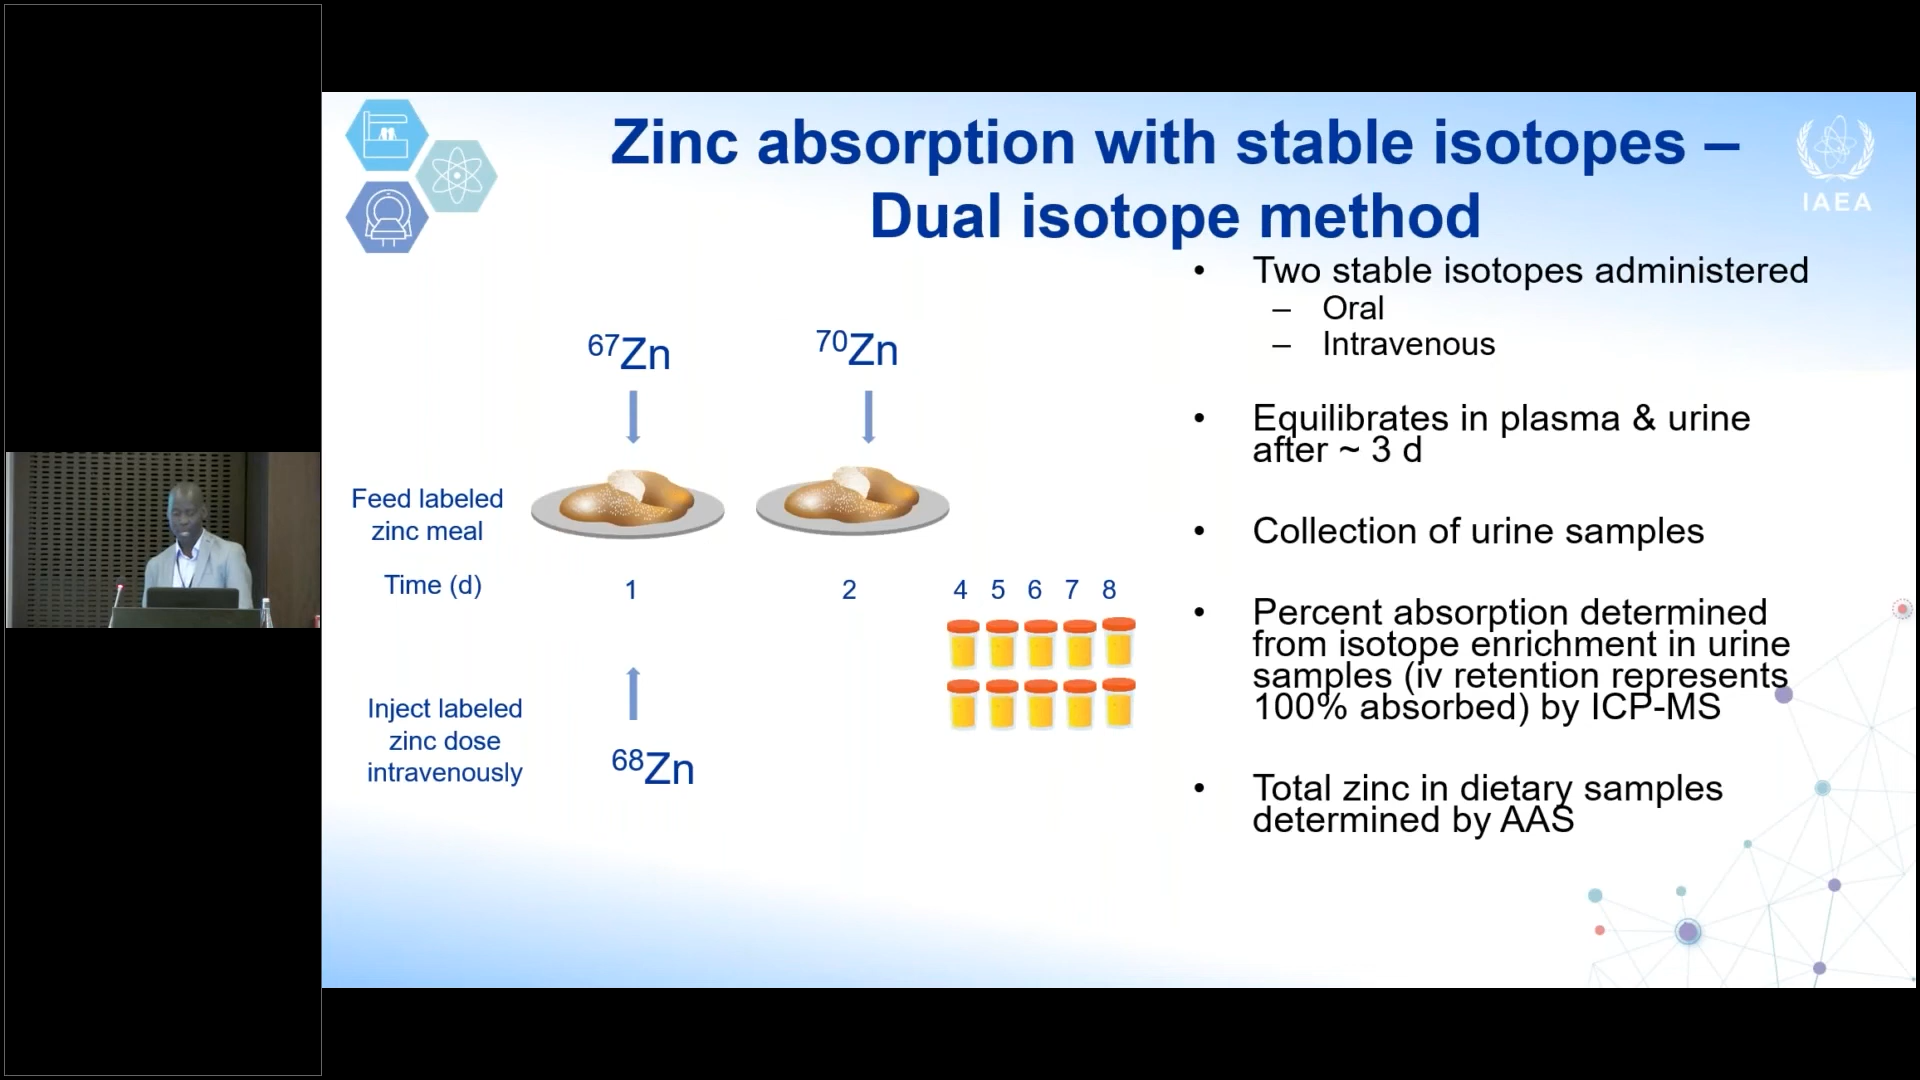 Zinc absorption with stable isotopes –
Dual isotope method
IAEA
67Zn
70Zn
Feed labeled
zinc meal
Time (d)
1
2
4 5 6 7 8
Inject labeled
zinc dose
intravenously
68Zn
• Two stable isotopes administered
– Oral
– Intravenous
• Equilibrates in plasma & urine
after ~ 3 d
• Collection of urine samples
• Percent absorption determined
from isotope enrichment in urine
samples (iv retention represents
100% absorbed) by ICP-MS
• Total zinc in dietary samples
determined by AAS